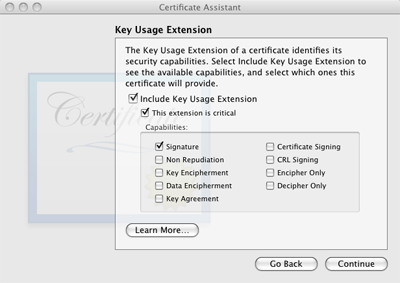 Certificate Assistant
Key Usage Extension
The Key Usage Extension of a certificate identifies its
security capabilities. Select Include Key Usage Extension to
see the available capabilities, and select which ones this
certificate will provide.
Include Key Usage Extension
This extension is critical
Capabilities:
Signature
Certificate Signing
Non Repudiation
CRL Signing
Key Encipherment
Encipher Only
Data Encipherment
Decipher Only
Key Agreement
Learn More...
Go Back
Continue